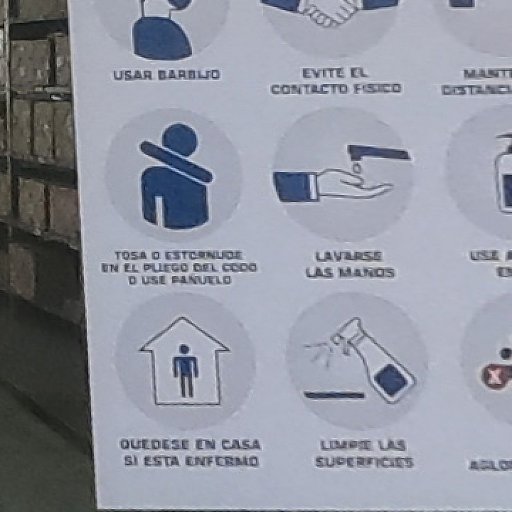 USAR BARBIJO
EVITE EL
CONTACTO FISICO
TOSA O ESTORNUDE
EN EL PLIEGO DEL CODO
O USE PAÑUELO
LAVARSE
LAS MANOS
USE
QUEDESE EN CASA
SI ESTA ENFERMO
LIMPIE LAS
SUPERFICIES